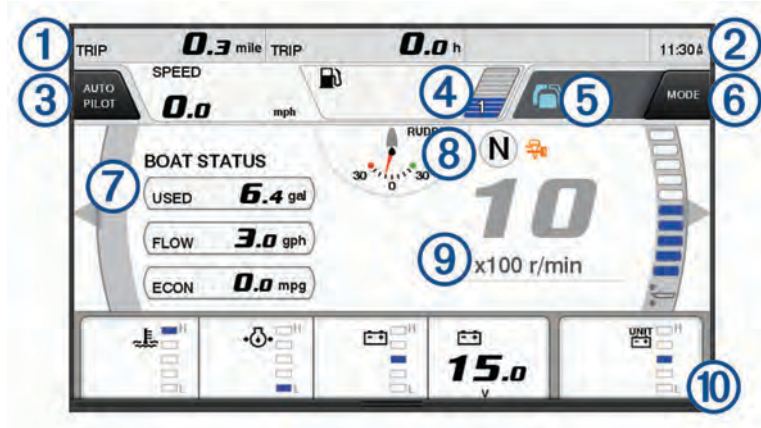 1 TRIP 0.3 mile TRIP 0.0 h 11:30 2
3 AUTO PILOT SPEED 0.0 mph 4 1 5 MODE 6
8 N
30 0 30
7 BOAT STATUS
USED 6.4 gal
FLOW 3.0 gph
ECON 0.0 mpg
10
9 x100 r/min
H H H UNIT H
15.0
L L L V L 10